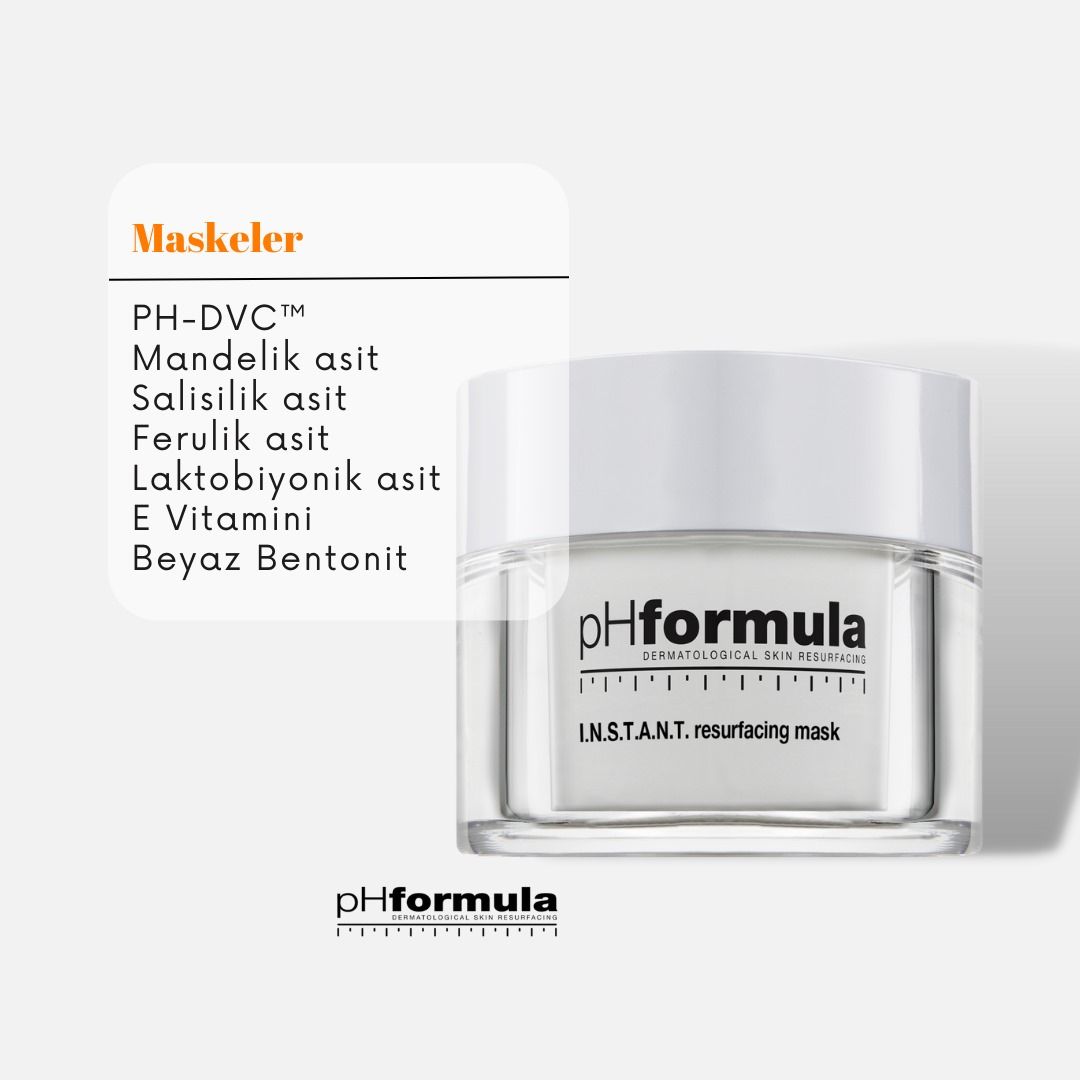 Maskeler
PH-DVC™
Mandelik asit
Salisilik asit
Ferulik asit
Laktobiyonik asit
E Vitamini
Beyaz Bentonit
pHformula
DERMATOLOGICAL SKIN RESURFACING
I.N.S.T.A.N.T. resurfacing mask
pHformula
DERMATOLOGICAL SKIN RESURFACING